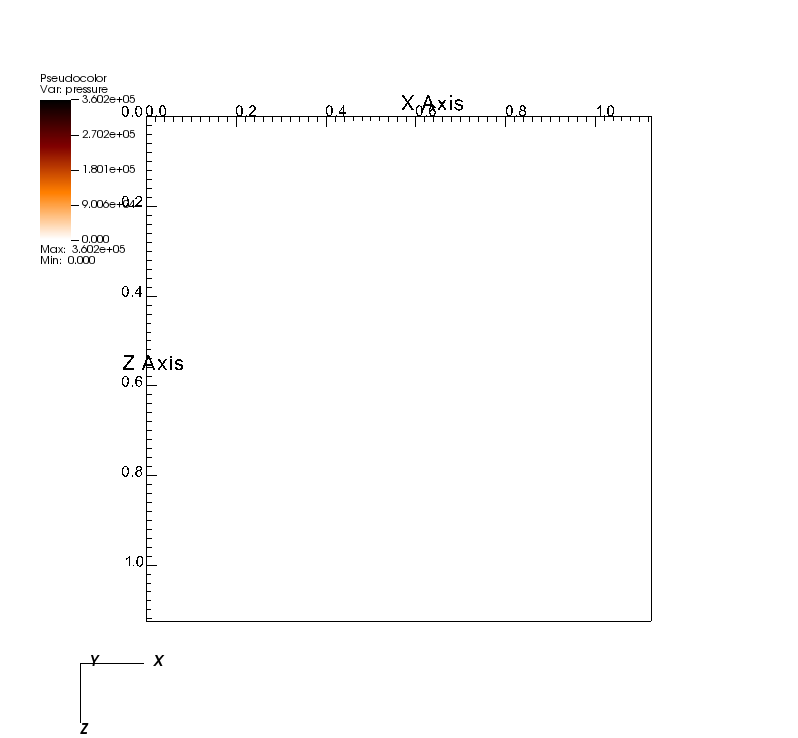 Pseudocolor
Var: pressure
3.602e+05
2.702e+05
1.801e+05
9.006e+04
0.000
Max: 3.602e+05
Min: 0.000
X Axis
0.0 0.2 0.4 0.6 0.8 1.0
0.0
0.2
0.4
Z Axis
0.6
0.8
1.0
Y X
Z